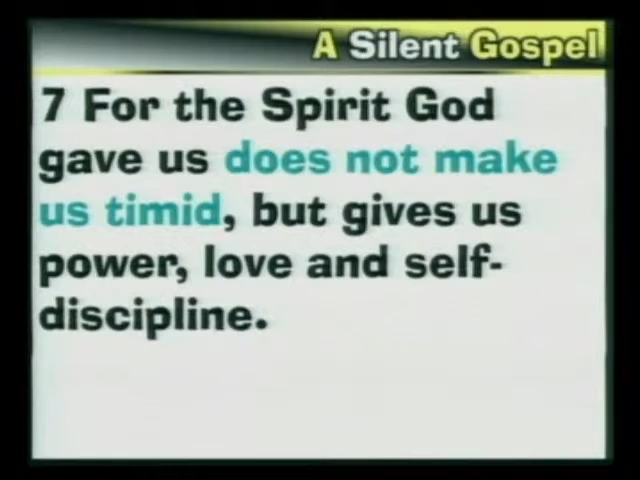 A Silent Gospel
7 For the Spirit God
gave us does not make
us timid, but gives us
power, love and self-
discipline.